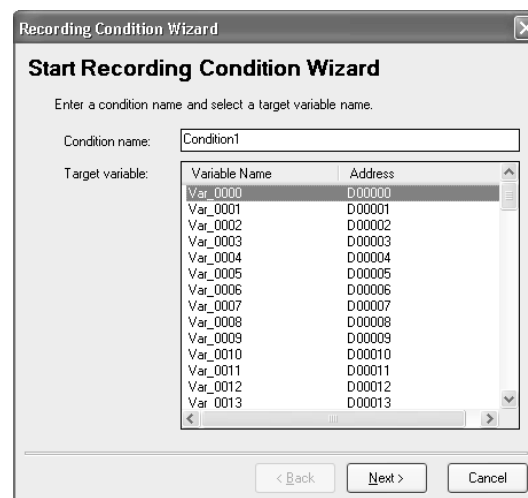 Recording Condition Wizard
Start Recording Condition Wizard
Enter a condition name and select a target variable name.
Condition name: Condition1
Target variable: Variable Name Address
Var_0000 D00000
Var_0001 D00001
Var_0002 D00002
Var_0003 D00003
Var_0004 D00004
Var_0005 D00005
Var_0006 D00006
Var_0007 D00007
Var_0008 D00008
Var_0009 D00009
Var_0010 D00010
Var_0011 D00011
Var_0012 D00012
Var_0013 D00013
< Back Next > Cancel